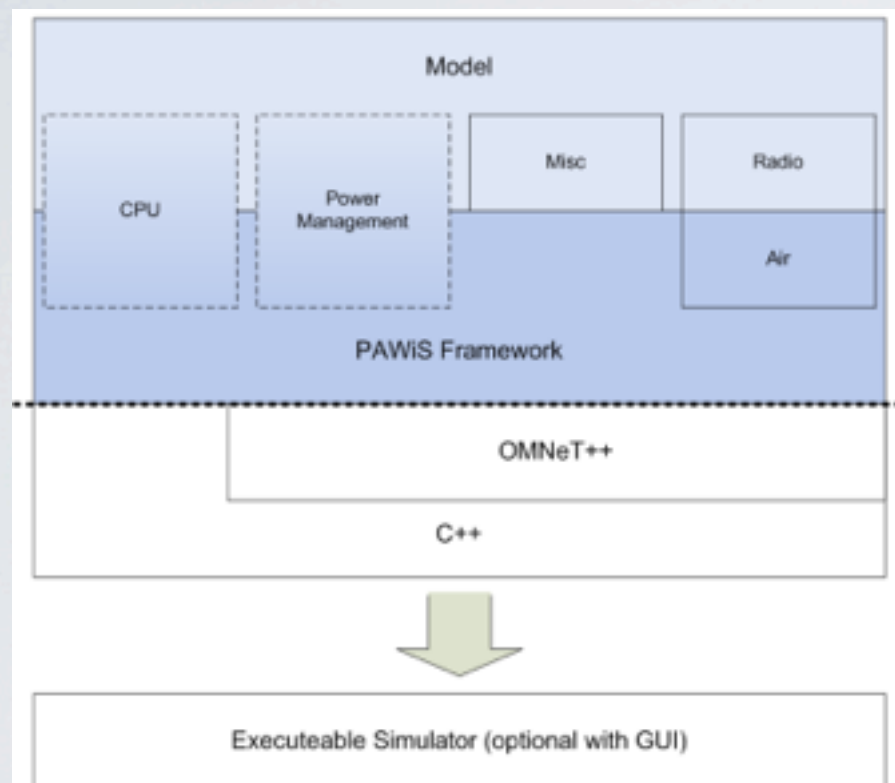 Model
CPU
Power
Management
Misc
Radio
Air
PAWiS Framework
OMNeT++
C++
Executeable Simulator (optional with GUI)